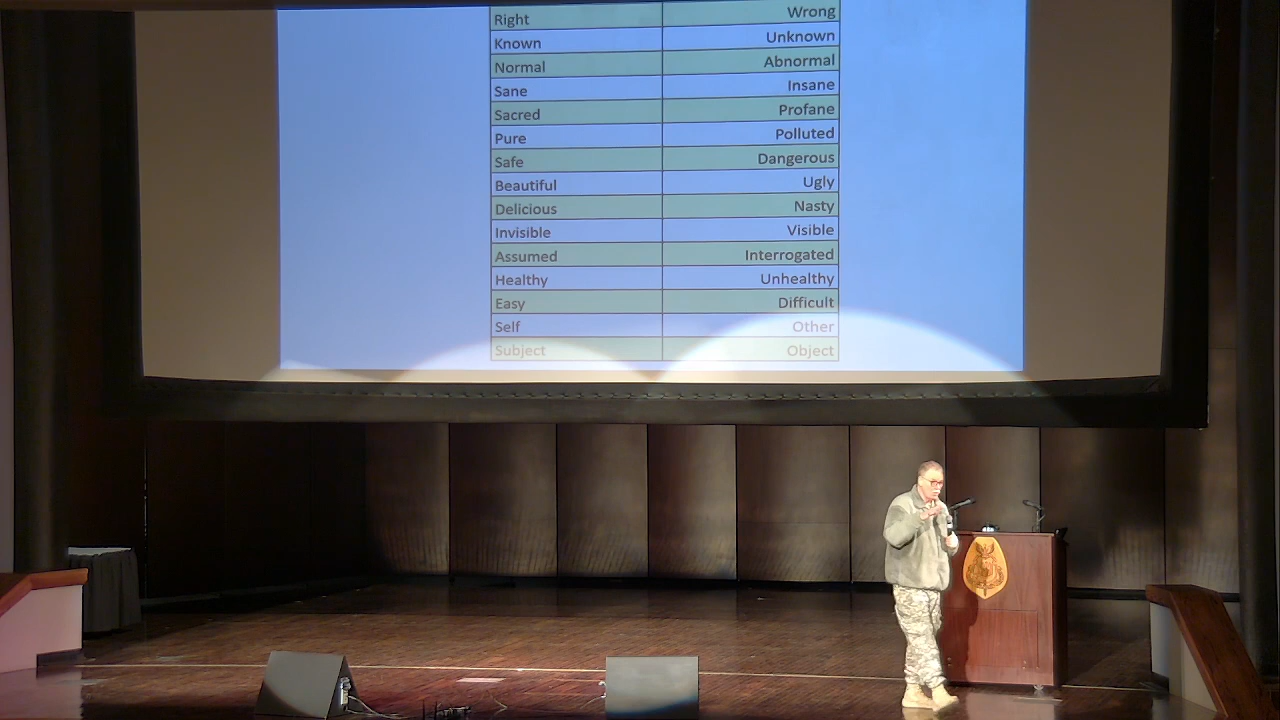 Right Wrong
Known Unknown
Normal Abnormal
Sane Insane
Sacred Profane
Pure Polluted
Safe Dangerous
Beautiful Ugly
Delicious Nasty
Invisible Visible
Assumed Interrogated
Healthy Unhealthy
Easy Difficult
Self Other
Subject Object